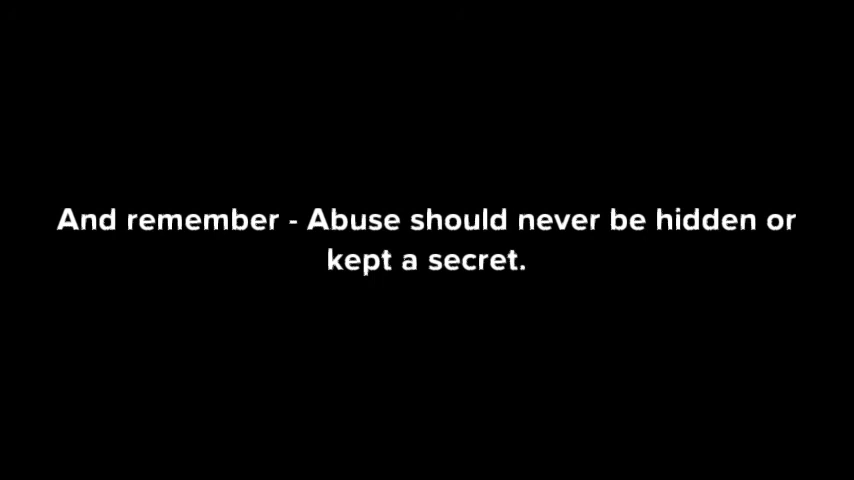 And remember - Abuse should never be hidden or
kept a secret.